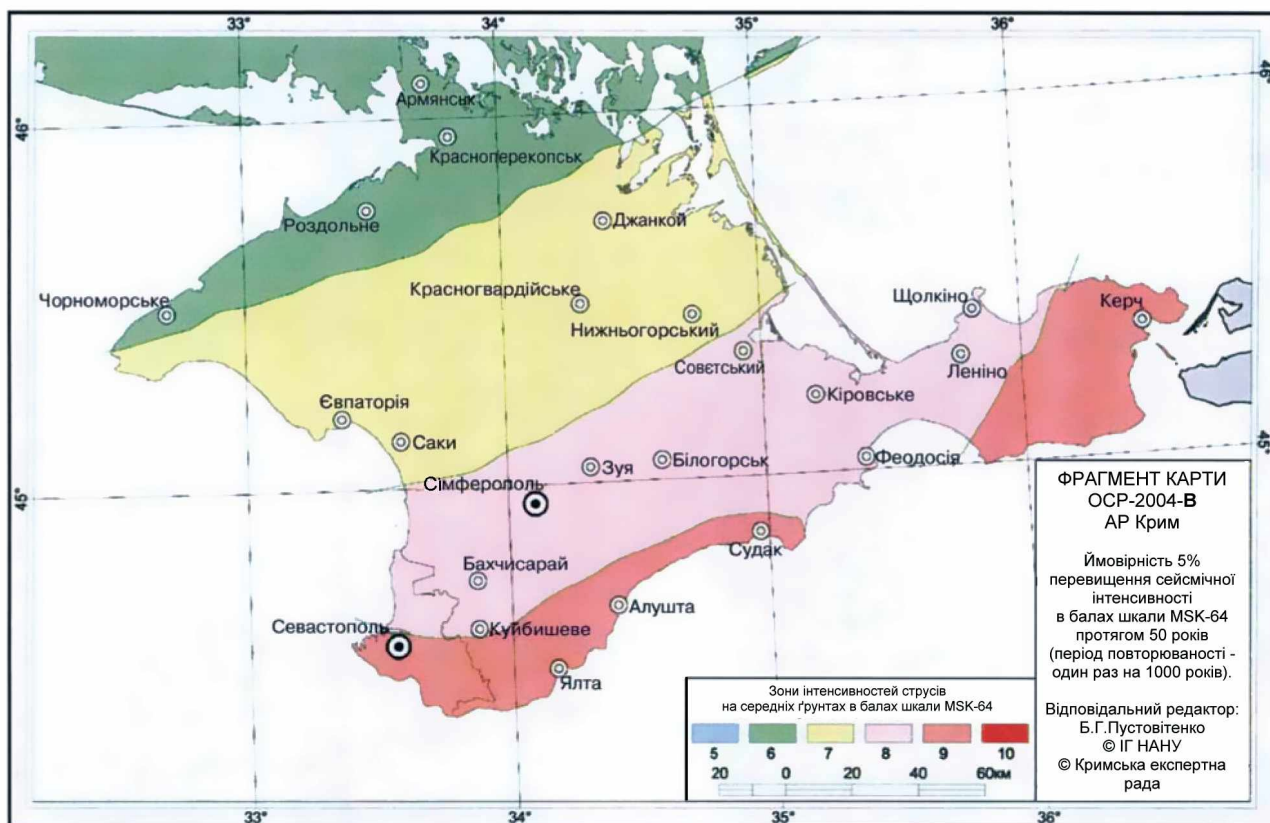 33°
34°
35°
36°
46°
46°
Армянськ
Красноперекопськ
Роздольне
Джанкой
Чорноморське
Красногвардійське
Нижньогорський
Щолкіно
Керч
Совєтський
Леніно
Кіровське
Євпаторія
Саки
45°
45°
Зуя
Білогорськ
Феодосія
Сімферополь
Судак
Бахчисарай
Алушта
Севастополь
Куйбишеве
Ялта
ФРАГМЕНТ КАРТИ
ОСР-2004-В
АР Крим
Ймовірність 5%
перевищення сейсмічної
інтенсивності
в балах шкали MSK-64
протягом 50 років
(період повторюваності -
один раз на 1000 років).
Відповідальний редактор:
Б.Г.Пустовітенко
© ІГ НАНУ
© Кримська експертна
рада
Зони інтенсивностей струсів
на середніх ґрунтах в балах шкали MSK-64
5 6 7 8 9 10
20 0 20 40 60км
33°
34°
35°
36°